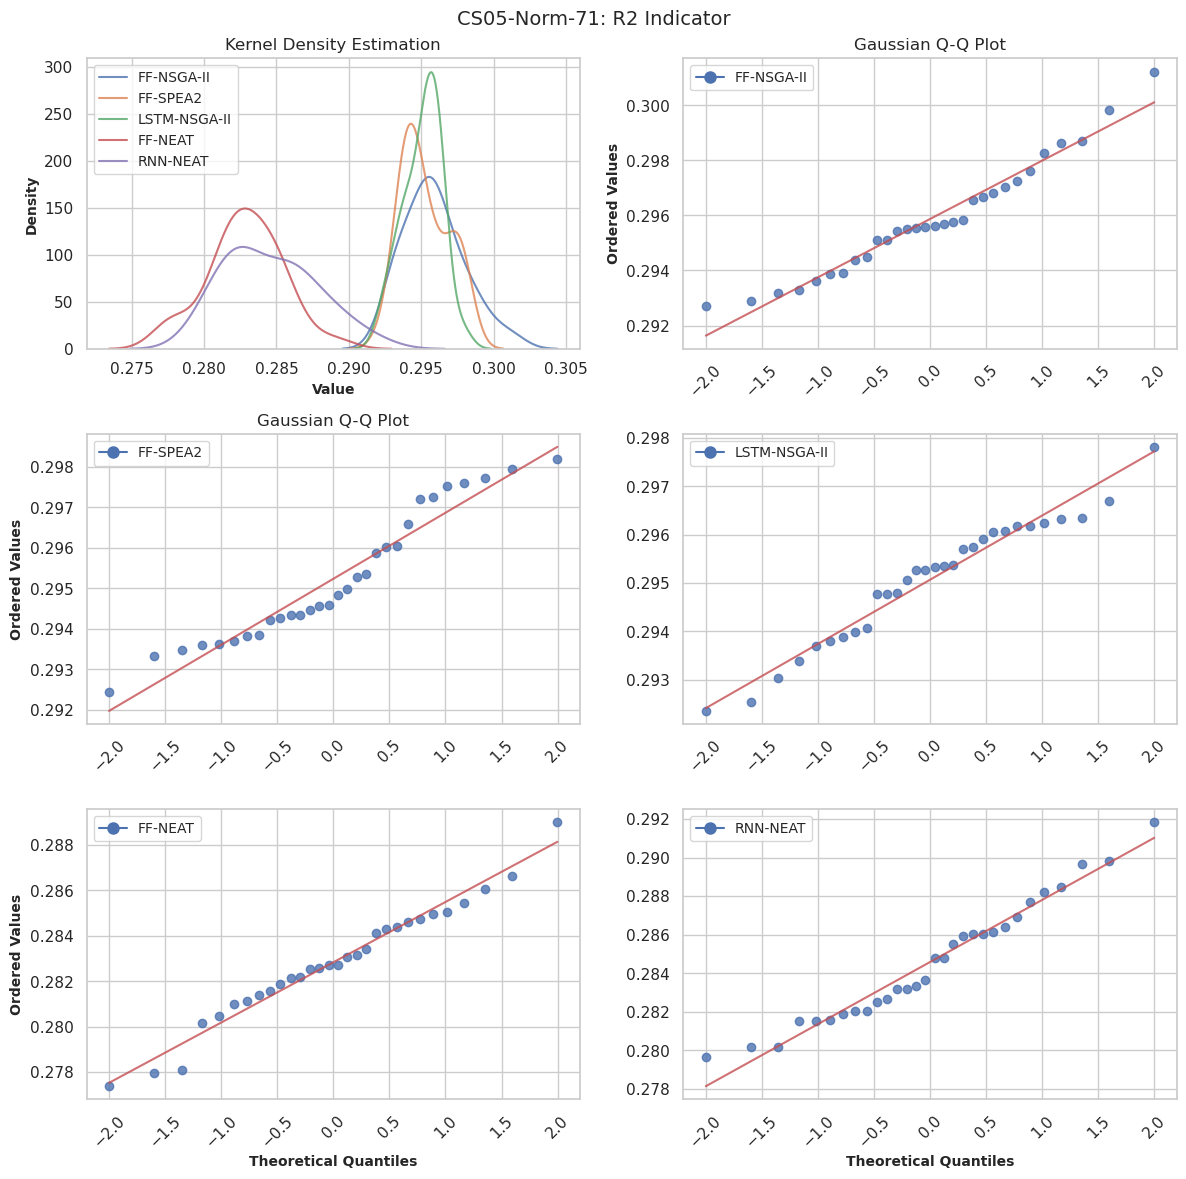 CS05-Norm-71: R2 Indicator
Kernel Density Estimation
FF-NSGA-II
FF-SPEA2
LSTM-NSGA-II
FF-NEAT
RNN-NEAT
Density
300
250
200
150
100
50
0
0.275 0.280 0.285 0.290 0.295 0.300 0.305
Value
Gaussian Q-Q Plot
FF-NSGA-II
Ordered Values
0.300
0.298
0.296
0.294
0.292
−2.0 −1.5 −1.0 −0.5 0.0 0.5 1.0 1.5 2.0
Gaussian Q-Q Plot
FF-SPEA2
Ordered Values
0.298
0.297
0.296
0.295
0.294
0.293
0.292
−2.0 −1.5 −1.0 −0.5 0.0 0.5 1.0 1.5 2.0
LSTM-NSGA-II
0.298
0.297
0.296
0.295
0.294
0.293
−2.0 −1.5 −1.0 −0.5 0.0 0.5 1.0 1.5 2.0
FF-NEAT
Ordered Values
0.288
0.286
0.284
0.282
0.280
0.278
−2.0 −1.5 −1.0 −0.5 0.0 0.5 1.0 1.5 2.0
Theoretical Quantiles
RNN-NEAT
0.292
0.290
0.288
0.286
0.284
0.282
0.280
0.278
−2.0 −1.5 −1.0 −0.5 0.0 0.5 1.0 1.5 2.0
Theoretical Quantiles